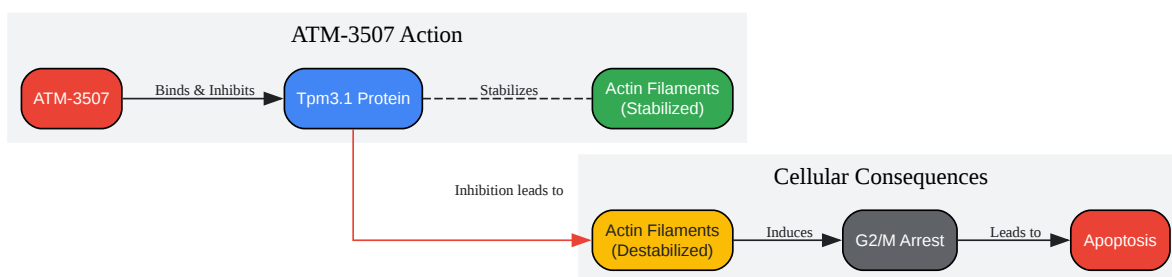 ATM-3507 Action
ATM-3507
Binds & Inhibits
Tpm3.1 Protein
Stabilizes
Actin Filaments
(Stabilized)
Inhibition leads to
Cellular Consequences
Actin Filaments
(Destabilized)
Induces
G2/M Arrest
Leads to
Apoptosis